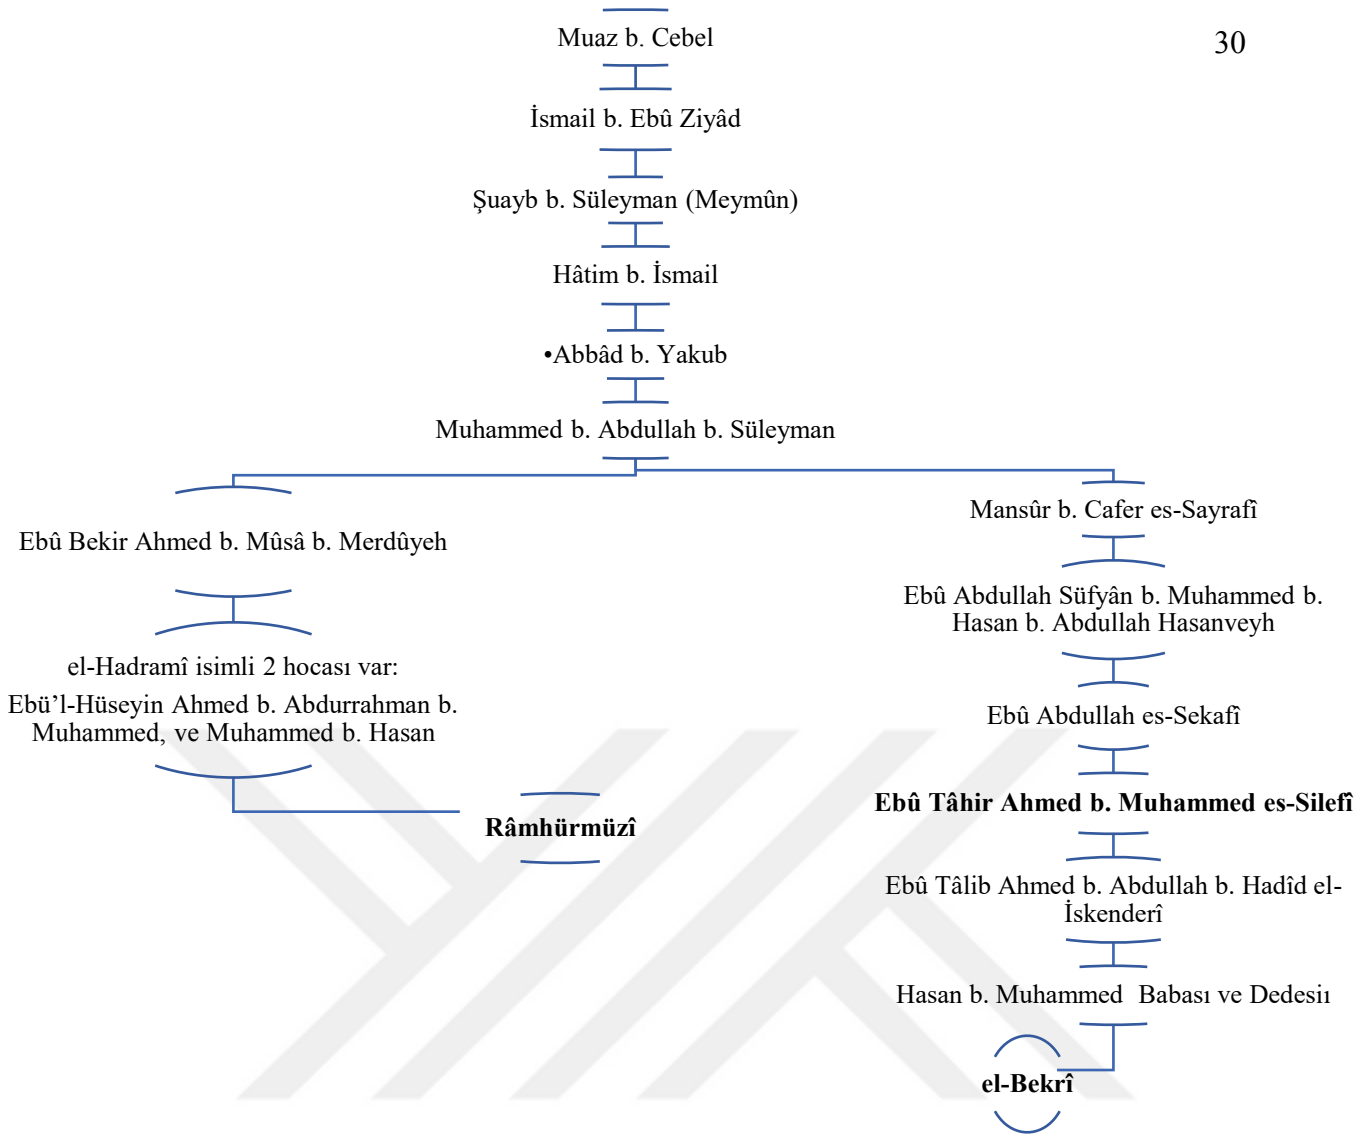 30
Muaz b. Cebel
İsmail b. Ebû Ziyâd
Şuayb b. Süleyman (Meymûn)
Hâtim b. İsmail
•Abbâd b. Yakub
Muhammed b. Abdullah b. Süleyman
Ebû Bekir Ahmed b. Mûsâ b. Merdûyeh
el-Hadramî isimli 2 hocası var:
Ebü’l-Hüseyin Ahmed b. Abdurrahman b.
Muhammed, ve Muhammed b. Hasan
Râmhürmüzî
Mansûr b. Cafer es-Sayrafî
Ebû Abdullah Süfyân b. Muhammed b.
Hasan b. Abdullah Hasanveyh
Ebû Abdullah es-Sekafî
Ebû Tâhir Ahmed b. Muhammed es-Silefî
Ebû Tâlib Ahmed b. Abdullah b. Hadîd el-
İskenderî
Hasan b. Muhammed  Babası ve Dedesiı
el-Bekrî